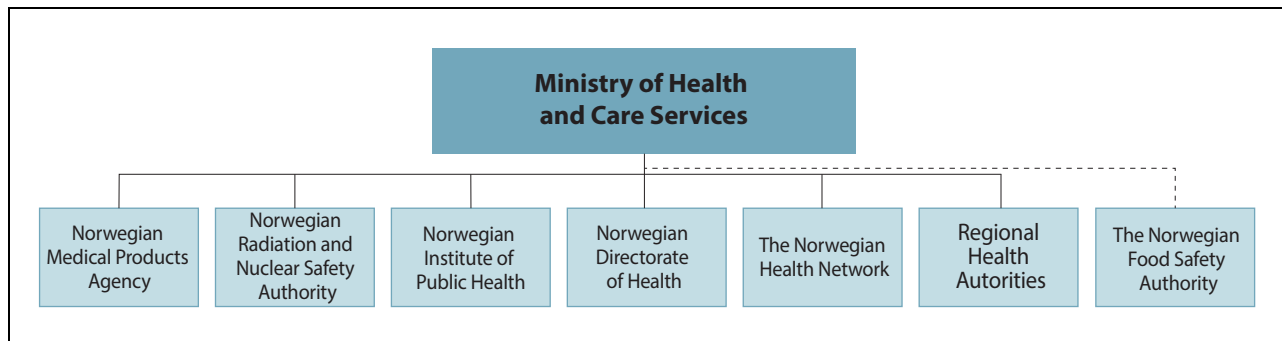 Ministry of Health
and Care Services
Norwegian
Medical Products
Agency
Norwegian
Radiation and
Nuclear Safety
Authority
Norwegian
Institute of
Public Health
Norwegian
Directorate
of Health
The Norwegian
Health Network
Regional
Health
Autorities
The Norwegian
Food Safety
Authority